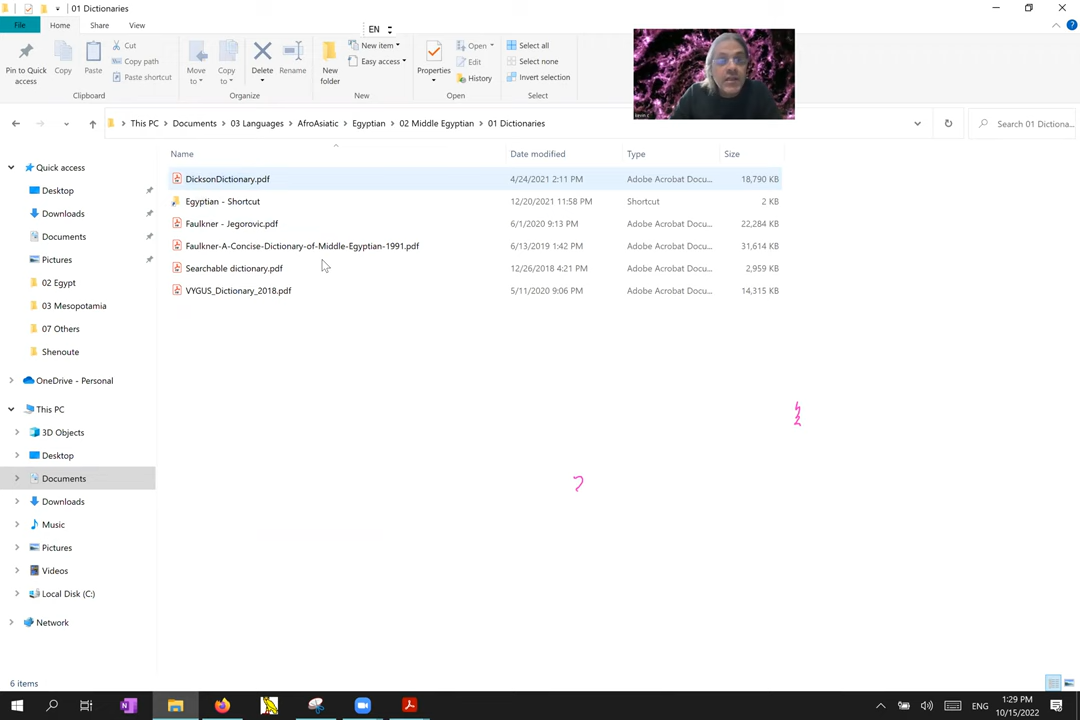 01 Dictionaries
File Home Share View
EN
Pin to Quick access
Copy
Paste
Cut
Copy path
Paste shortcut
Move to
Copy to
Delete
Rename
New folder
New item
Easy access
Properties
Open
Edit
History
Select all
Select none
Invert selection
Clipboard Organize New Open Select
This PC > Documents > 03 Languages > AfroAsiatic > Egyptian > 02 Middle Egyptian > 01 Dictionaries
Search 01 Dictiona...
Name Date modified Type Size
DicksonDictionary.pdf 4/24/2021 2:11 PM Adobe Acrobat Docu... 18,790 KB
Egyptian - Shortcut 12/20/2021 11:58 PM Shortcut 2 KB
Faulkner - Jegorovic.pdf 6/1/2020 9:13 PM Adobe Acrobat Docu... 22,284 KB
Faulkner-A-Concise-Dictionary-of-Middle-Egyptian-1991.pdf 6/13/2019 1:42 PM Adobe Acrobat Docu... 31,614 KB
Searchable dictionary.pdf 12/26/2018 4:21 PM Adobe Acrobat Docu... 2,959 KB
VYGUS_Dictionary_2018.pdf 5/11/2020 9:06 PM Adobe Acrobat Docu... 14,315 KB
Quick access
Desktop
Downloads
Documents
Pictures
02 Egypt
03 Mesopotamia
07 Others
Shenoute
OneDrive - Personal
This PC
3D Objects
Desktop
Documents
Downloads
Music
Pictures
Videos
Local Disk (C:)
Network
6 items
ENG
1:29 PM
10/15/2022